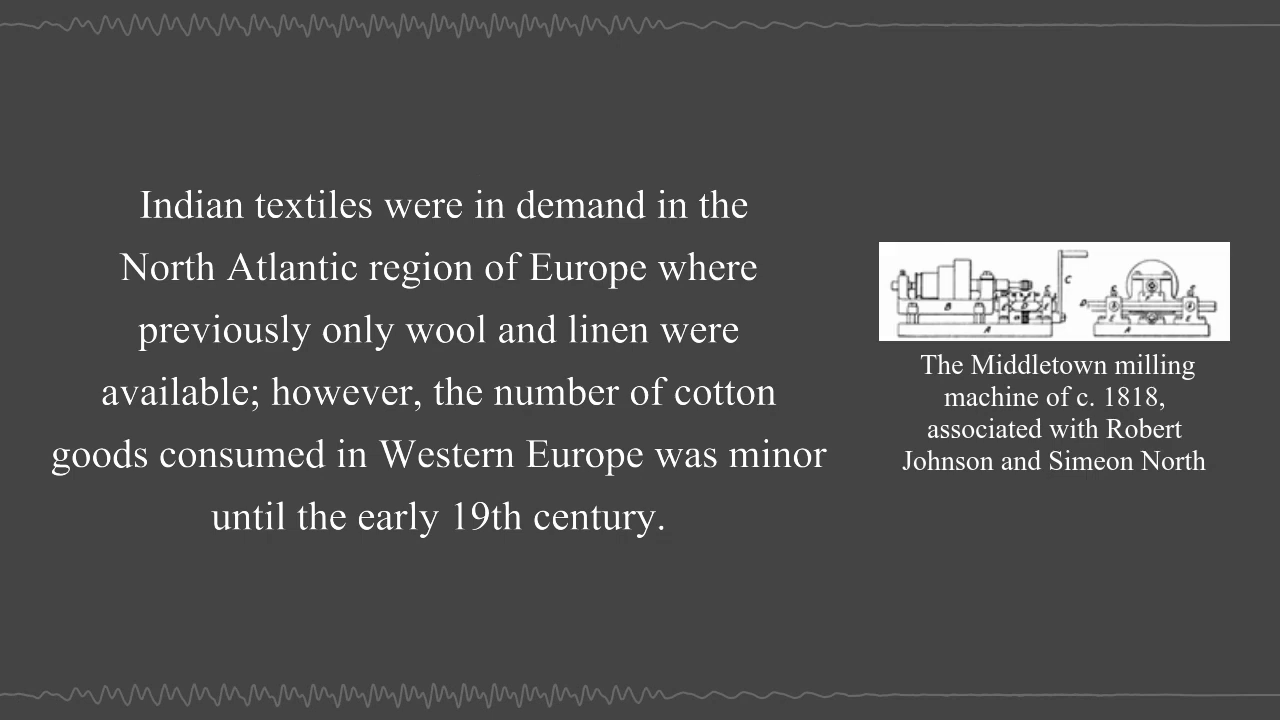 Indian textiles were in demand in the
North Atlantic region of Europe where
previously only wool and linen were
available; however, the number of cotton
goods consumed in Western Europe was minor
until the early 19th century.
The Middletown milling
machine of c. 1818,
associated with Robert
Johnson and Simeon North